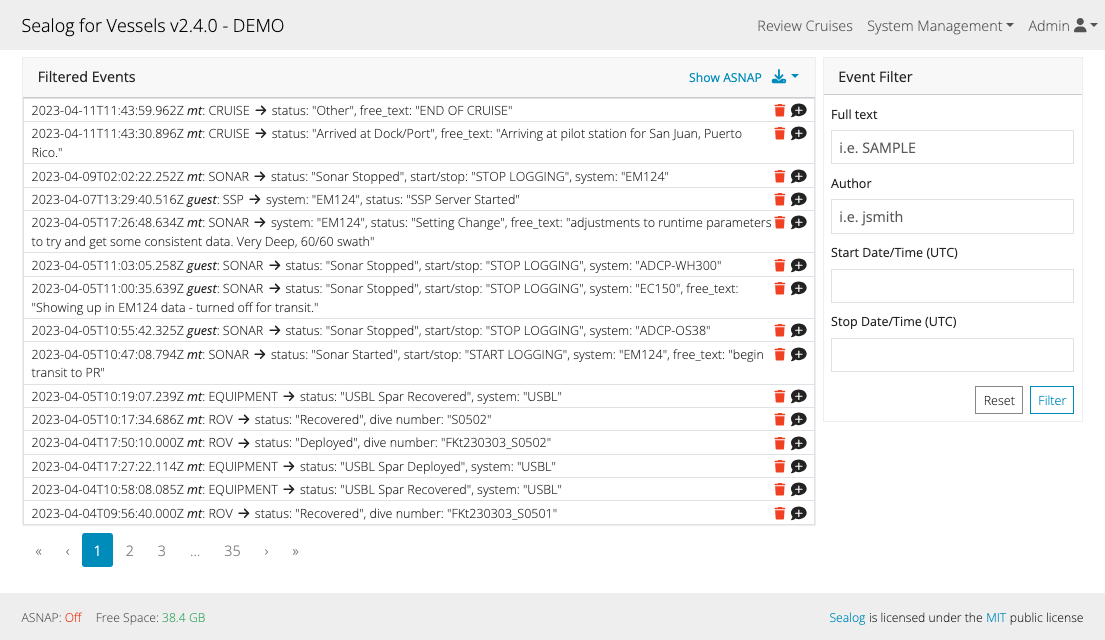 Sealog for Vessels v2.4.0 - DEMO
Review Cruises System Management Admin
Filtered Events
Show ASNAP
2023-04-11T11:43:59.962Z mt: CRUISE → status: "Other", free_text: "END OF CRUISE"
2023-04-11T11:43:30.896Z mt: CRUISE → status: "Arrived at Dock/Port", free_text: "Arriving at pilot station for San Juan, Puerto
Rico."
2023-04-09T02:02:22.252Z mt: SONAR → status: "Sonar Stopped", start/stop: "STOP LOGGING", system: "EM124"
2023-04-07T13:29:40.516Z guest: SSP → system: "EM124", status: "SSP Server Started"
2023-04-05T17:26:48.634Z mt: SONAR → system: "EM124", status: "Setting Change", free_text: "adjustments to runtime parameters
to try and get some consistent data. Very Deep, 60/60 swath"
2023-04-05T11:03:05.258Z guest: SONAR → status: "Sonar Stopped", start/stop: "STOP LOGGING", system: "ADCP-WH300"
2023-04-05T11:00:35.639Z guest: SONAR → status: "Sonar Stopped", start/stop: "STOP LOGGING", system: "EC150", free_text:
"Showing up in EM124 data - turned off for transit."
2023-04-05T10:55:42.325Z guest: SONAR → status: "Sonar Stopped", start/stop: "STOP LOGGING", system: "ADCP-OS38"
2023-04-05T10:47:08.794Z mt: SONAR → status: "Sonar Started", start/stop: "START LOGGING", system: "EM124", free_text: "begin
transit to PR"
2023-04-05T10:19:07.239Z mt: EQUIPMENT → status: "USBL Spar Recovered", system: "USBL"
2023-04-05T10:17:34.686Z mt: ROV → status: "Recovered", dive number: "S0502"
2023-04-04T17:50:10.000Z mt: ROV → status: "Deployed", dive number: "FKt230303_S0502"
2023-04-04T17:27:22.114Z mt: EQUIPMENT → status: "USBL Spar Deployed", system: "USBL"
2023-04-04T10:58:08.085Z mt: EQUIPMENT → status: "USBL Spar Recovered", system: "USBL"
2023-04-04T09:56:40.000Z mt: ROV → status: "Recovered", dive number: "FKt230303_S0501"
« ‹ 1 2 3 ... 35 › »
Event Filter
Full text
i.e. SAMPLE
Author
i.e. jsmith
Start Date/Time (UTC)
Stop Date/Time (UTC)
Reset Filter
ASNAP: Off Free Space: 38.4 GB
Sealog is licensed under the MIT public license